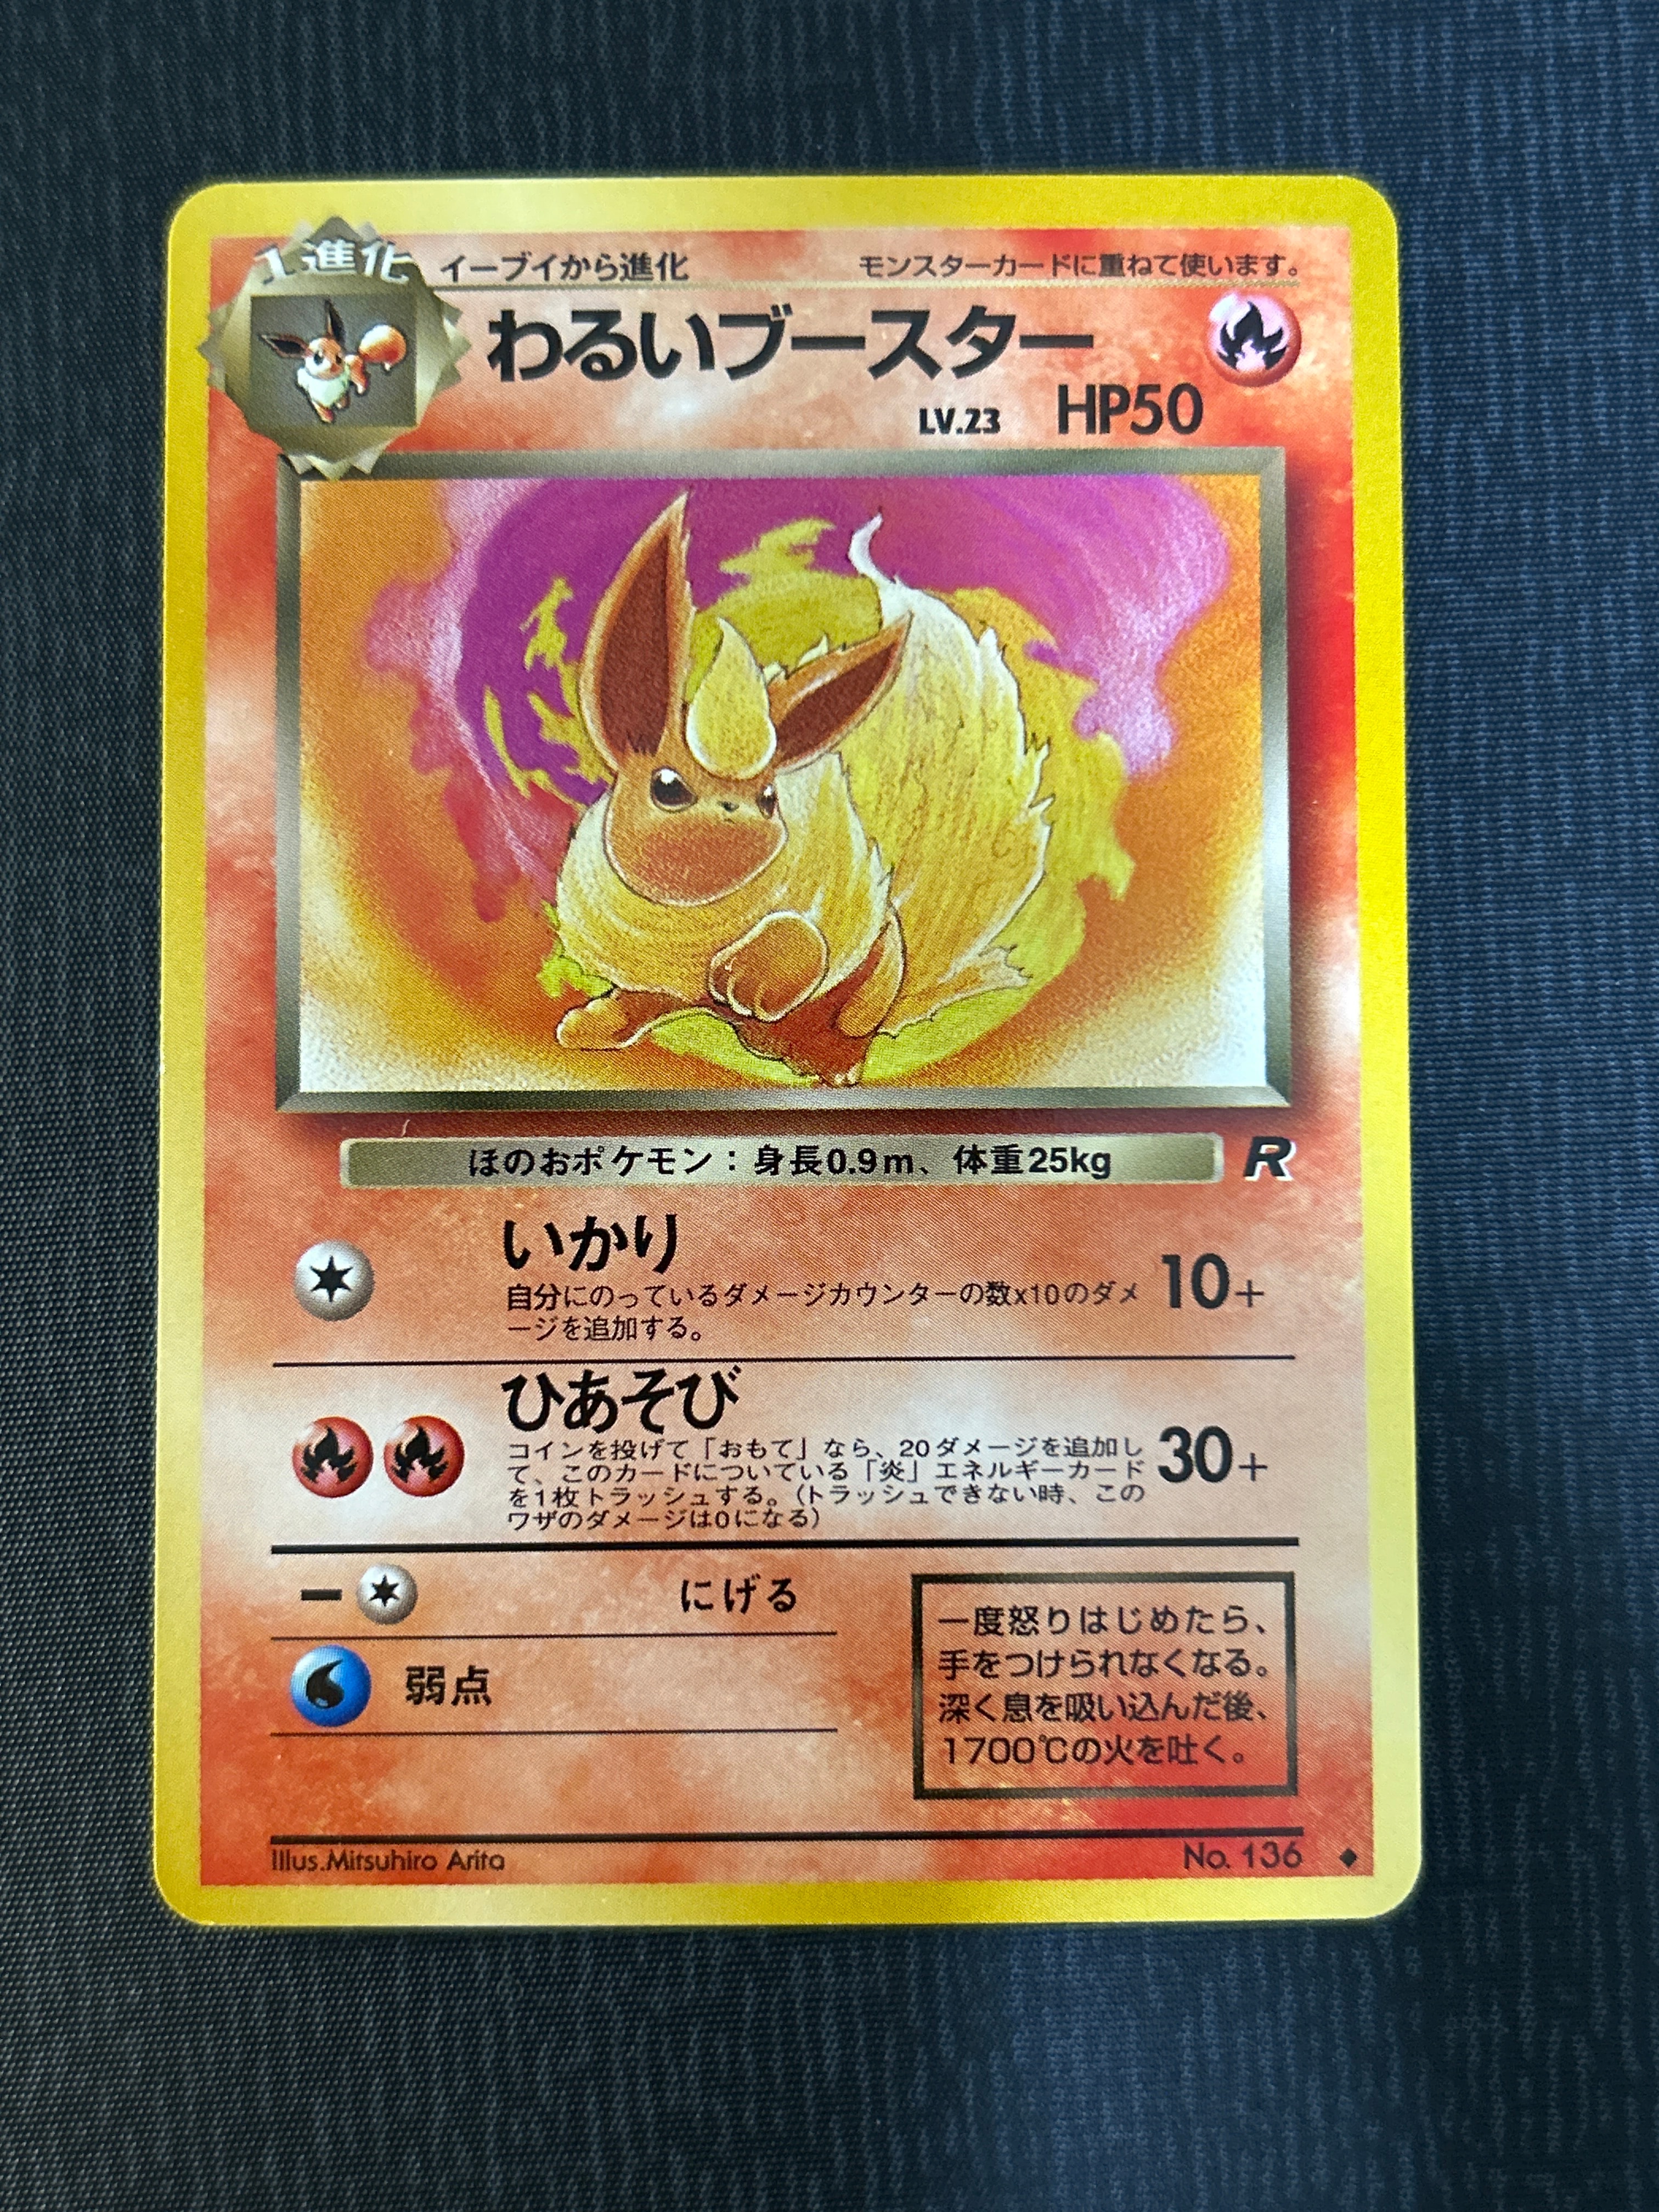 1進化
イーブイから進化
モンスターカードに重ねて使います。
わるいブースター
LV.23 HP50
ほのおポケモン：身長0.9m、体重25kg
R
いかり
自分にのっているダメージカウンターの数x10のダメ
ージを追加する。
10+
ひあそび
コインを投げて「おもて」なら、20ダメージを追加し
て、このカードについている「炎」エネルギーカード
を1枚トラッシュする。（トラッシュできない時、この
ワザのダメージは0になる）
30+
にげる
弱点
一度怒りはじめたら、
手をつけられなくなる。
深く息を吸い込んだ後、
1700℃の火を吐く。
Illus.Mitsuhiro Arita
No. 136